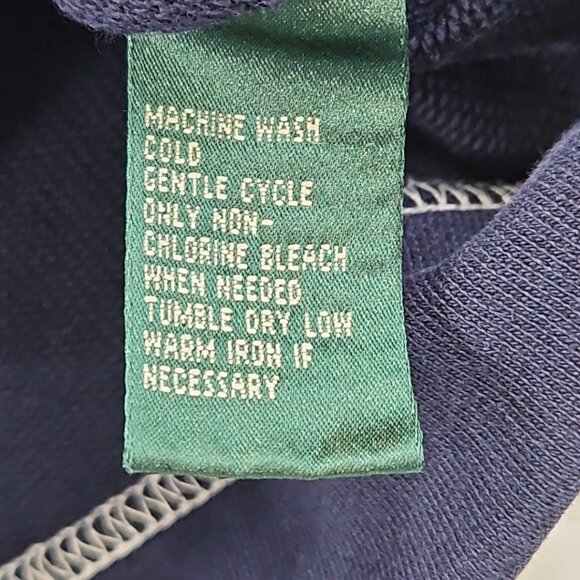 MACHINE WASH
COLD
GENTLE CYCLE
ONLY NON-
CHLORINE BLEACH
WHEN NEEDED
TUMBLE DRY LOW
WARM IRON IF
NECESSARY